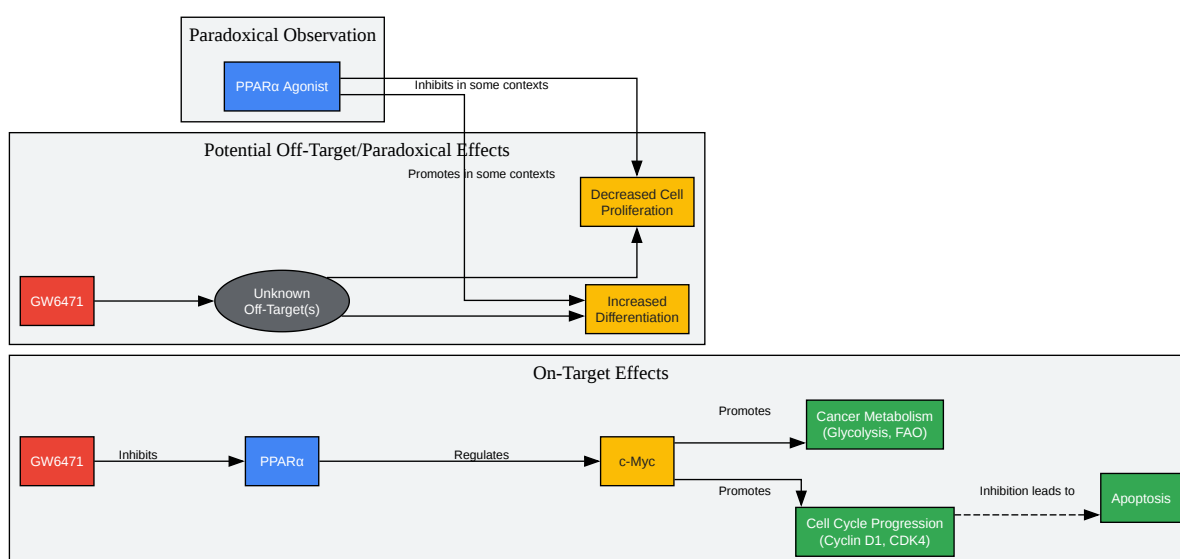 Paradoxical Observation
PPARα Agonist
Inhibits in some contexts
Potential Off-Target/Paradoxical Effects
Promotes in some contexts
Decreased Cell
Proliferation
GW6471
Unknown
Off-Target(s)
Increased
Differentiation
On-Target Effects
GW6471
Inhibits
PPARα
Regulates
c-Myc
Promotes
Cancer Metabolism
(Glycolysis, FAO)
Promotes
Cell Cycle Progression
(Cyclin D1, CDK4)
Inhibition leads to
Apoptosis